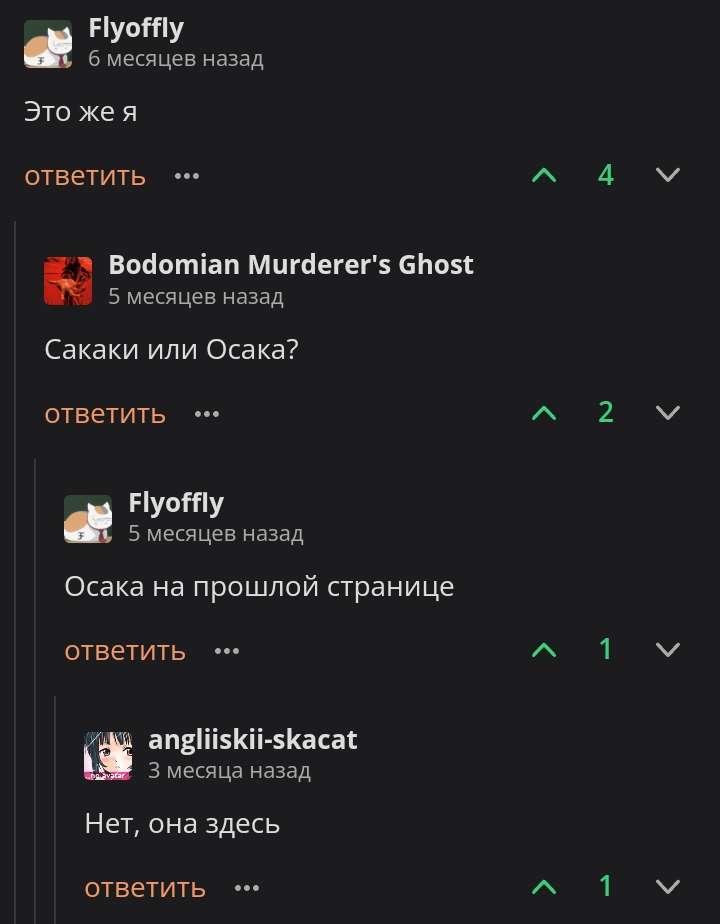 Flyoffly
6 месяцев назад
Это же я
ответить ••• 4
Bodomian Murderer's Ghost
5 месяцев назад
Сакаки или Осака?
ответить ••• 2
Flyoffly
5 месяцев назад
Осака на прошлой странице
ответить ••• 1
angliiskii-skacat
3 месяца назад
no avatar
Нет, она здесь
ответить ••• 1